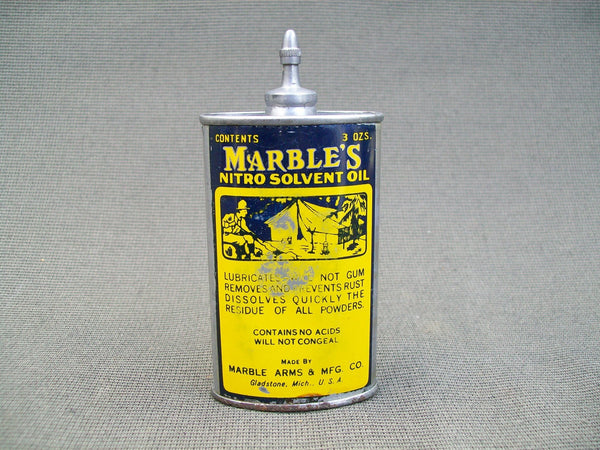 CONTENTS 3 OZS.
MARBLE'S
NITRO SOLVENT OIL
LUBRICATES NOT GUM
REMOVES AND PREVENTS RUST
DISSOLVES QUICKLY THE
RESIDUE OF ALL POWDERS.
CONTAINS NO ACIDS
WILL NOT CONGEAL
MADE BY
MARBLE ARMS & MFG. CO.
Gladstone, Mich., U. S. A.